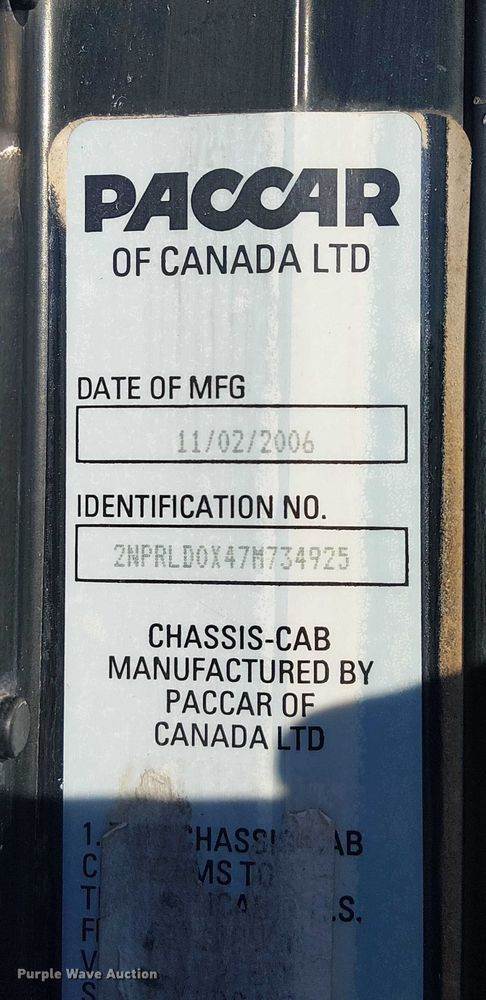 PACCAR
OF CANADA LTD
DATE OF MFG
11/02/2006
IDENTIFICATION NO.
2NPRLD0X47M734925
CHASSIS-CAB
MANUFACTURED BY
PACCAR OF
CANADA LTD
1.
Purple Wave Auction